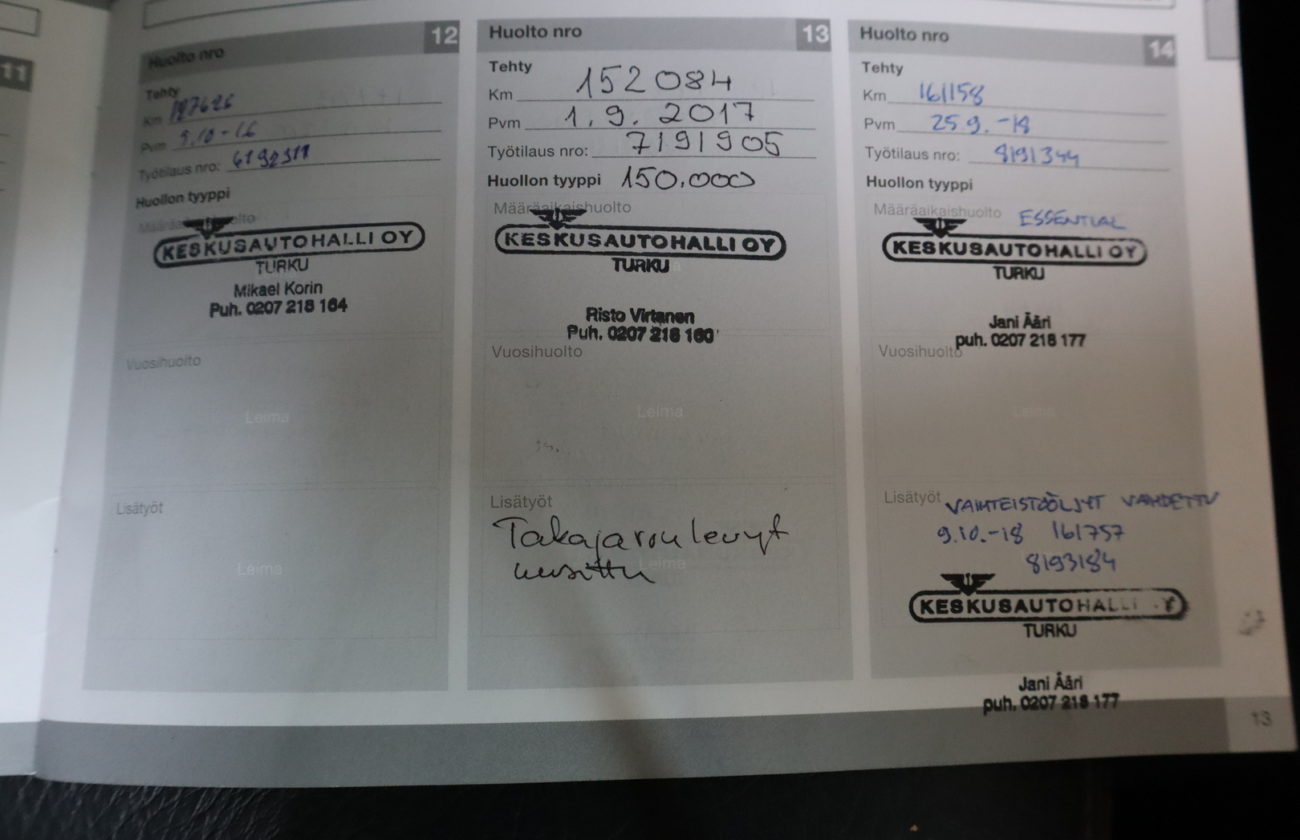 11
Huolto nro 12
Tehty
Km
Pvm
Työtilaus nro:
Huollon tyyppi
KESKUSAUTOHALLI OY
TURKU
Mikael Korin
Puh. 0207 218 164
Vuosihuolto
Leima
Lisätyöt
Leima
Huolto nro 13
Tehty
Km 152 084
Pvm 1.9. 2017
Työtilaus nro: 7191905
Huollon tyyppi 150.000
Määräaikaishuolto
KESKUSAUTOHALLI OY
TURKU
Risto Virtanen
Puh. 0207 218 160
Vuosihuolto
Leima
Lisätyöt
Takajarrulevyt
Leima
Huolto nro 14
Tehty
Km 161158
Pvm 25.9.-18
Työtilaus nro: 8191344
Huollon tyyppi
Määräaikaishuolto ESSENTIAL
KESKUSAUTOHALLI OY
TURKU
Jani Ääri
puh. 0207 218 177
Vuosihuolto
Leima
Lisätyöt VAIHTEISTOÖLJYT VAIHDETTU
9.10.-18 161757
8193184
KESKUSAUTOHALLI OY
TURKU
Jani Ääri
puh. 0207 218 177
13